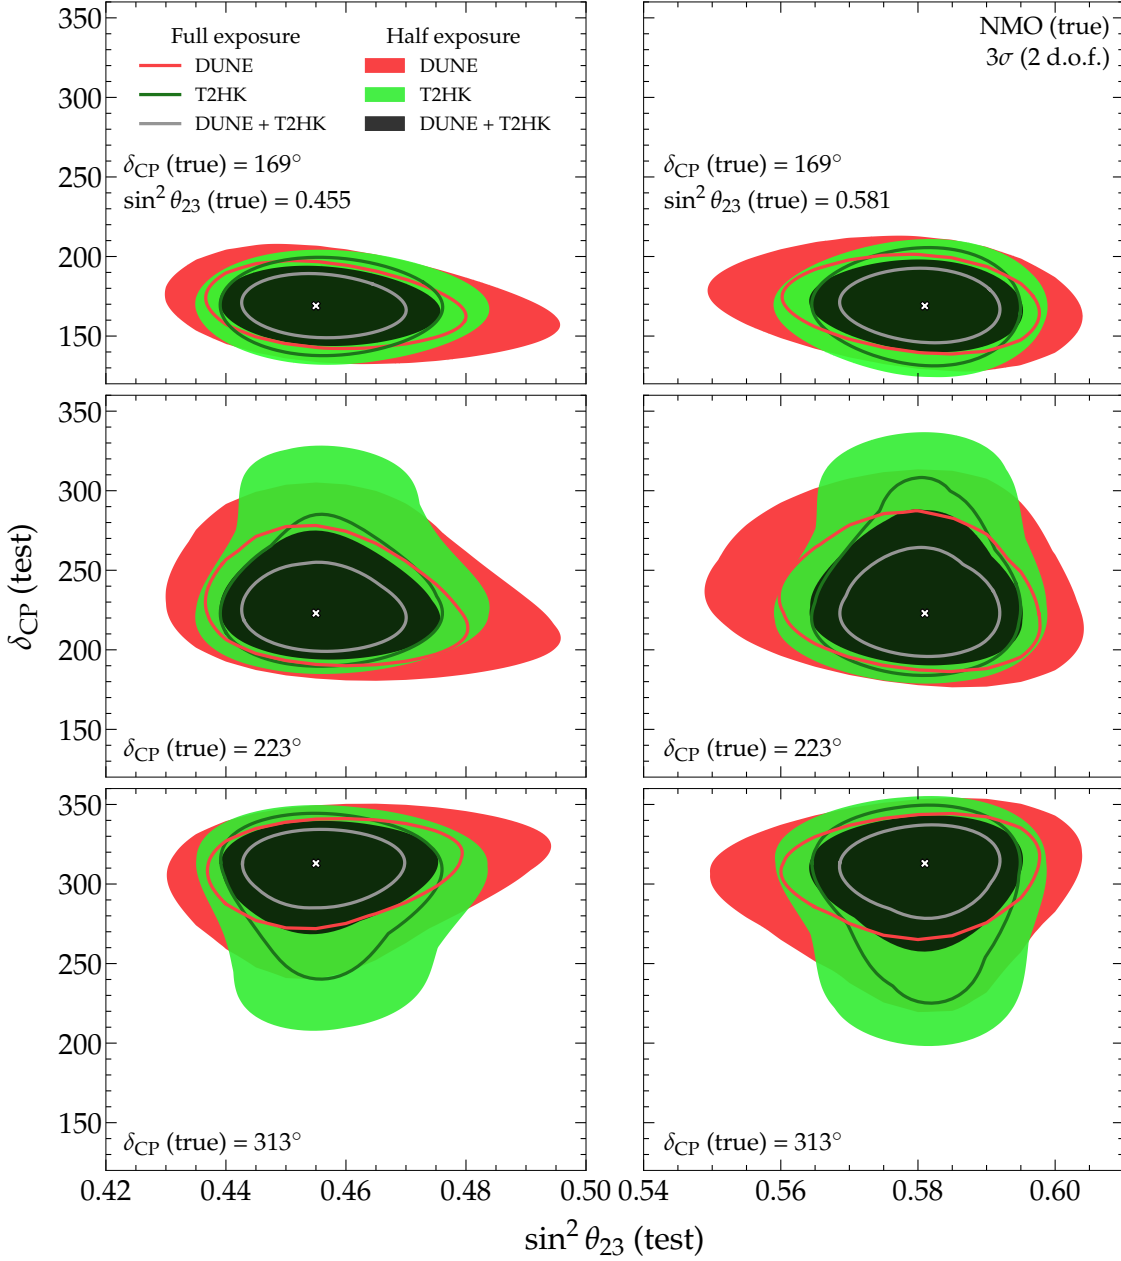 350
300
250
200
150
Full exposure
DUNE
T2HK
DUNE + T2HK
Half exposure
DUNE
T2HK
DUNE + T2HK
δCP (true) = 169°
sin² θ23 (true) = 0.455
NMO (true)
3σ (2 d.o.f.)
δCP (true) = 169°
sin² θ23 (true) = 0.581
δCP (test)
350
300
250
200
150
δCP (true) = 223°
δCP (true) = 223°
350
300
250
200
150
δCP (true) = 313°
δCP (true) = 313°
0.42 0.44 0.46 0.48 0.50 0.54 0.56 0.58 0.60
sin² θ23 (test)